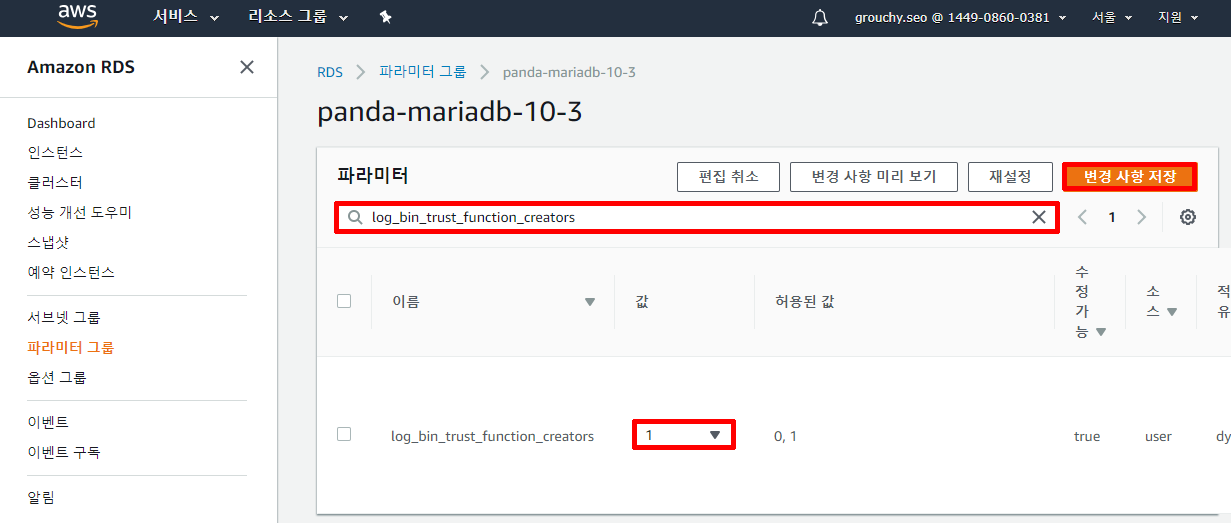 aws 서비스 리소스 그룹 grouchy.seo @ 1449-0860-0381 서울 지원
Amazon RDS
Dashboard
인스턴스
클러스터
성능 개선 도우미
스냅샷
예약 인스턴스
서브넷 그룹
파라미터 그룹
옵션 그룹
이벤트
이벤트 구독
알림
RDS 파라미터 그룹 panda-mariadb-10-3
panda-mariadb-10-3
파라미터 편집 취소 변경 사항 미리 보기 재설정 변경 사항 저장
log_bin_trust_function_creators 1
이름 값 허용된 값 수정가능 소스 적 유
log_bin_trust_function_creators 1 0, 1 true user dy